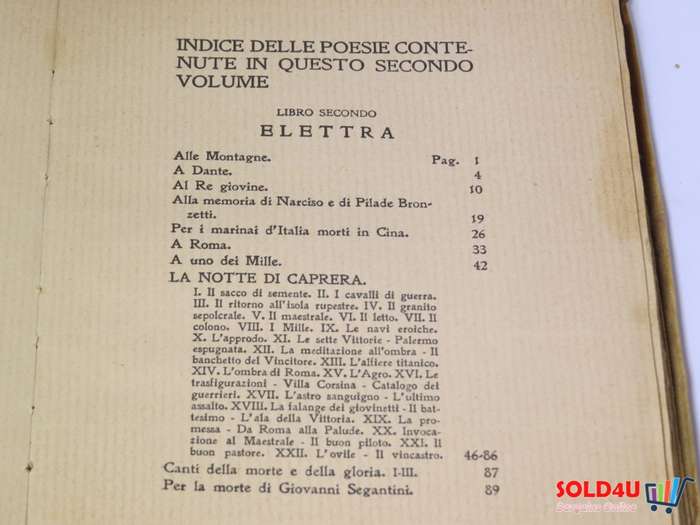 INDICE DELLE POESIE CONTE-
NUTE IN QUESTO SECONDO
VOLUME
LIBRO SECONDO
ELETTRA
Alle Montagne. Pag. 1
A Dante. 4
Al Re giovine. 10
Alla memoria di Narciso e di Pilade Bron-
zetti. 19
Per i marinai d'Italia morti in Cina. 26
A Roma. 33
A uno dei Mille. 42
LA NOTTE DI CAPRERA.
I. Il sacco di semente. II. I cavalli di guerra.
III. Il ritorno all'isola rupestre. IV. Il granito
sepolcrale. V. Il maestrale. VI. Il letto. VII. Il
colono. VIII. I Mille. IX. Le navi eroiche.
X. L'approdo. XI. Le sette Vittorie - Palermo
espugnata. XII. La meditazione all'ombra - Il
banchetto del Vincitore. XIII. L'alfiere titanico.
XIV. L'ombra di Roma. XV. L'Agro. XVI. Le
trasfigurazioni - Villa Corsina - Catalogo dei
guerrieri. XVII. L'astro sanguigno - L'ultimo
assalto. XVIII. La falange dei giovinetti - Il bat-
tesimo - L'ala della Vittoria. XIX. La pro-
messa - Da Roma alla Palude. XX. Invoca-
zione al Maestrale - Il buon piloto. XXI. Il
buon pastore. XXII. L'ovile - Il vincastro. 46-86
Canti della morte e della gloria. I-III. 87
Per la morte di Giovanni Segantini. 89
SOLD4U
Bargains Online